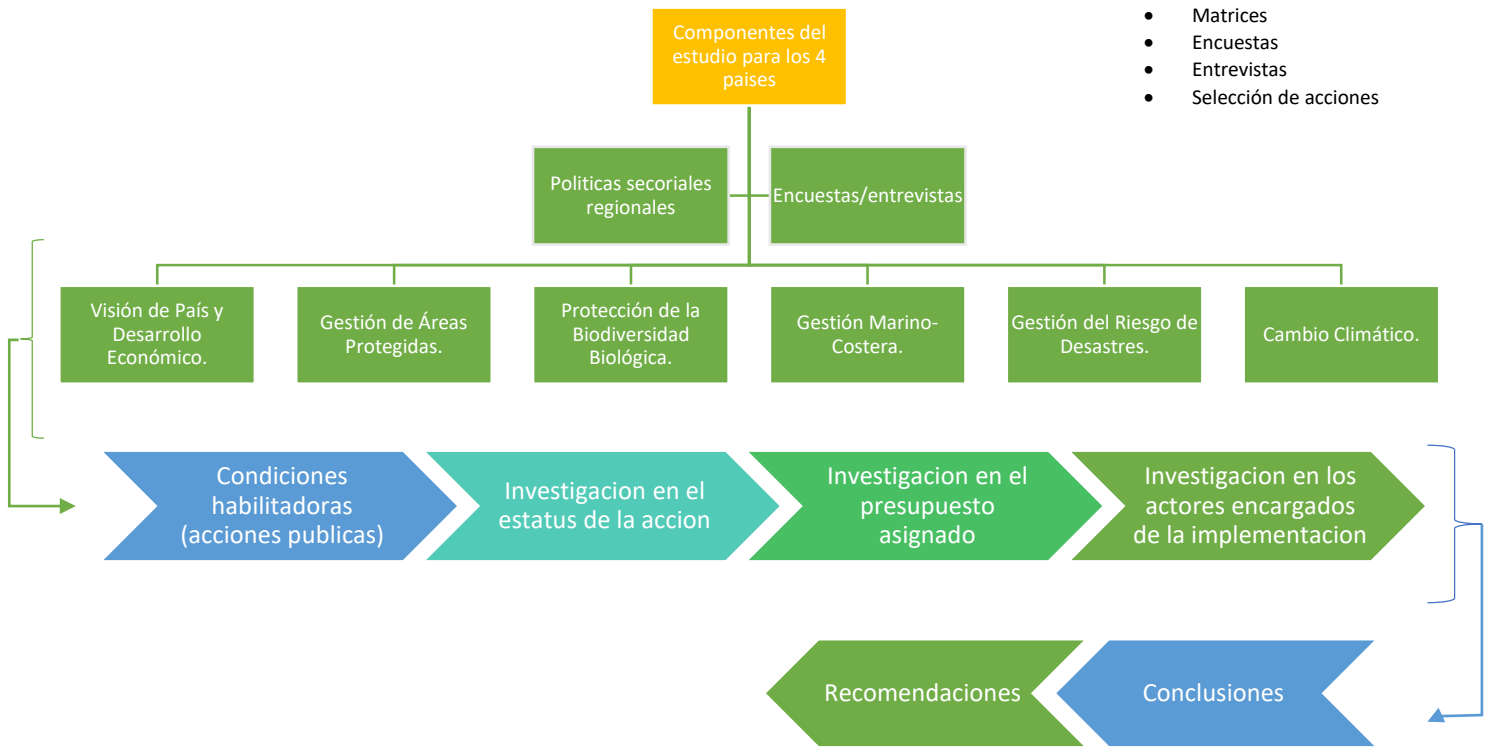 Componentes del
estudio para los 4
paises
• Matrices
• Encuestas
• Entrevistas
• Selección de acciones
Politicas secoriales
regionales
Encuestas/entrevistas
Visión de País y
Desarrollo
Económico.
Gestión de Áreas
Protegidas.
Protección de la
Biodiversidad
Biológica.
Gestión Marino-
Costera.
Gestión del Riesgo de
Desastres.
Cambio Climático.
Condiciones
habilitadoras
(acciones publicas)
Investigacion en el
estatus de la accion
Investigacion en el
presupuesto
asignado
Investigacion en los
actores encargados
de la implementacion
Recomendaciones
Conclusiones